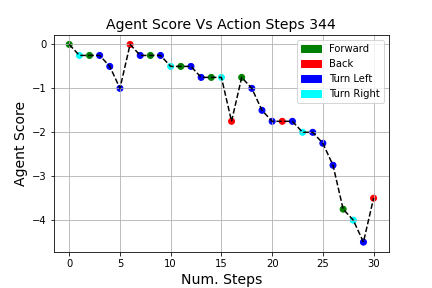 Agent Score Vs Action Steps 344
Agent Score
0
−1
−2
−3
−4
Forward
Back
Turn Left
Turn Right
0 5 10 15 20 25 30
Num. Steps